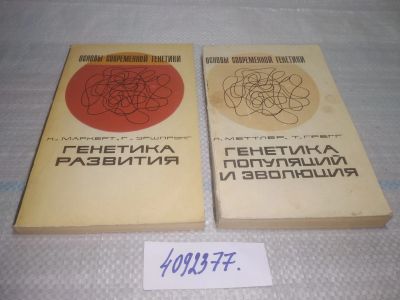 ОСНОВЫ СОВРЕМЕННОЙ ГЕНЕТИКИ
К. МАРКЕРТ, Г. УРШПРУНГ
ГЕНЕТИКА
РАЗВИТИЯ
ОСНОВЫ СОВРЕМЕННОЙ ГЕНЕТИКИ
Л. МЕТТЛЕР, Т. ГРЕГГ
ГЕНЕТИКА
ПОПУЛЯЦИЙ
И ЭВОЛЮЦИЯ
4092377.